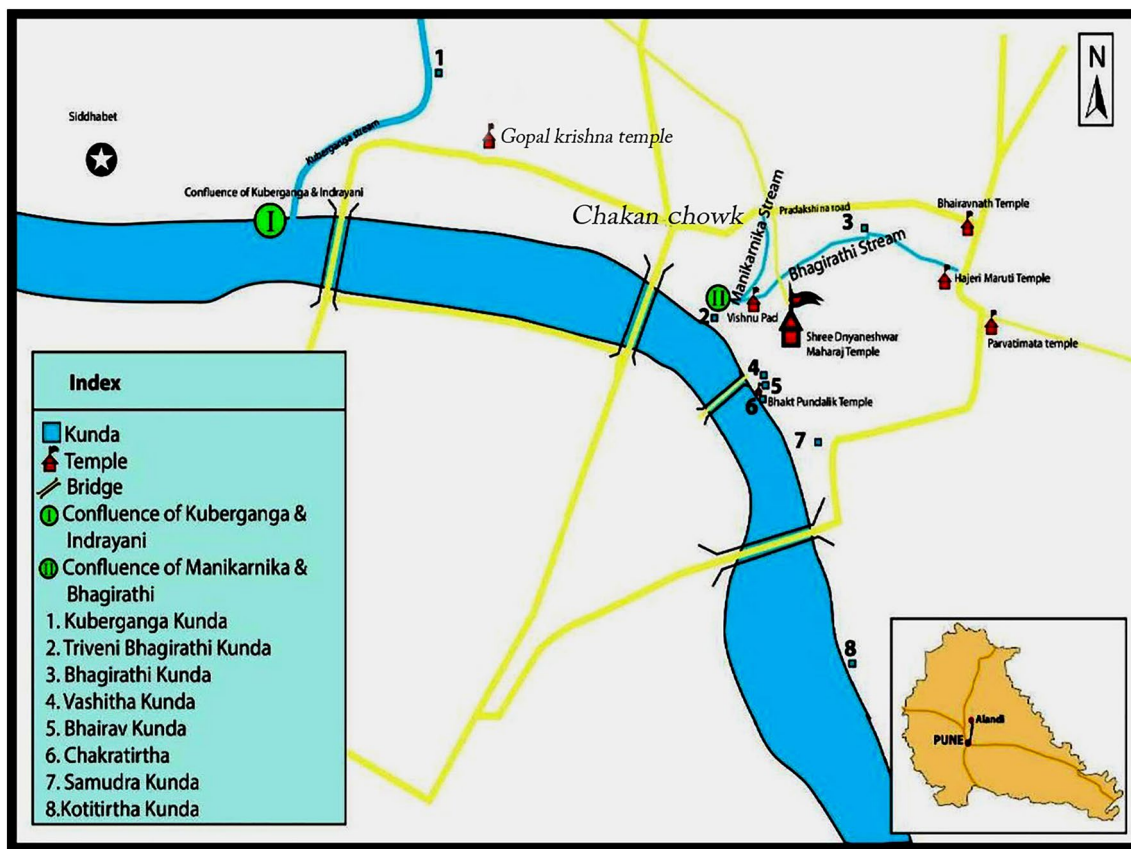 1
N
Siddhabet
Kuberganga stream
Gopal krishna temple
Confluence of Kuberganga & Indrayani
I
Chakan chowk
Manikarnika Stream
Pradakshina road
3
Bhairavnath Temple
Bhagirathi Stream
Hajeri Maruti Temple
II
2
Vishnu Pad
Shree Dnyaneshwar
Maharaj Temple
Parvatimata temple
4
5
6
Bhakt Pundalik Temple
7
8
Index
Kunda
Temple
Bridge
I Confluence of Kuberganga &
Indrayani
II Confluence of Manikarnika &
Bhagirathi
1. Kuberganga Kunda
2. Triveni Bhagirathi Kunda
3. Bhagirathi Kunda
4. Vashitha Kunda
5. Bhairav Kunda
6. Chakratirtha
7. Samudra Kunda
8.Kotitirtha Kunda
Alandi
PUNE